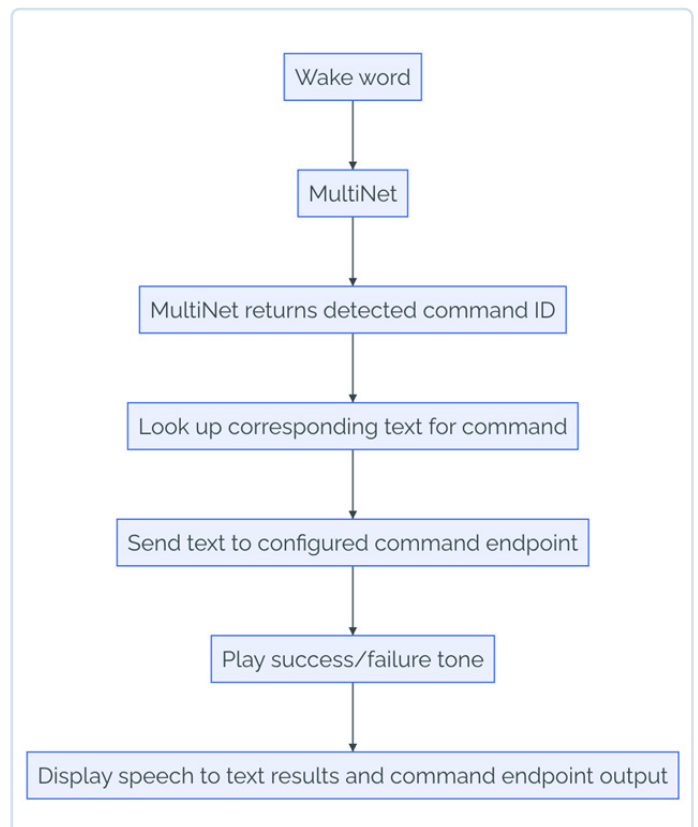 Wake word
MultiNet
MultiNet returns detected command ID
Look up corresponding text for command
Send text to configured command endpoint
Play success/failure tone
Display speech to text results and command endpoint output